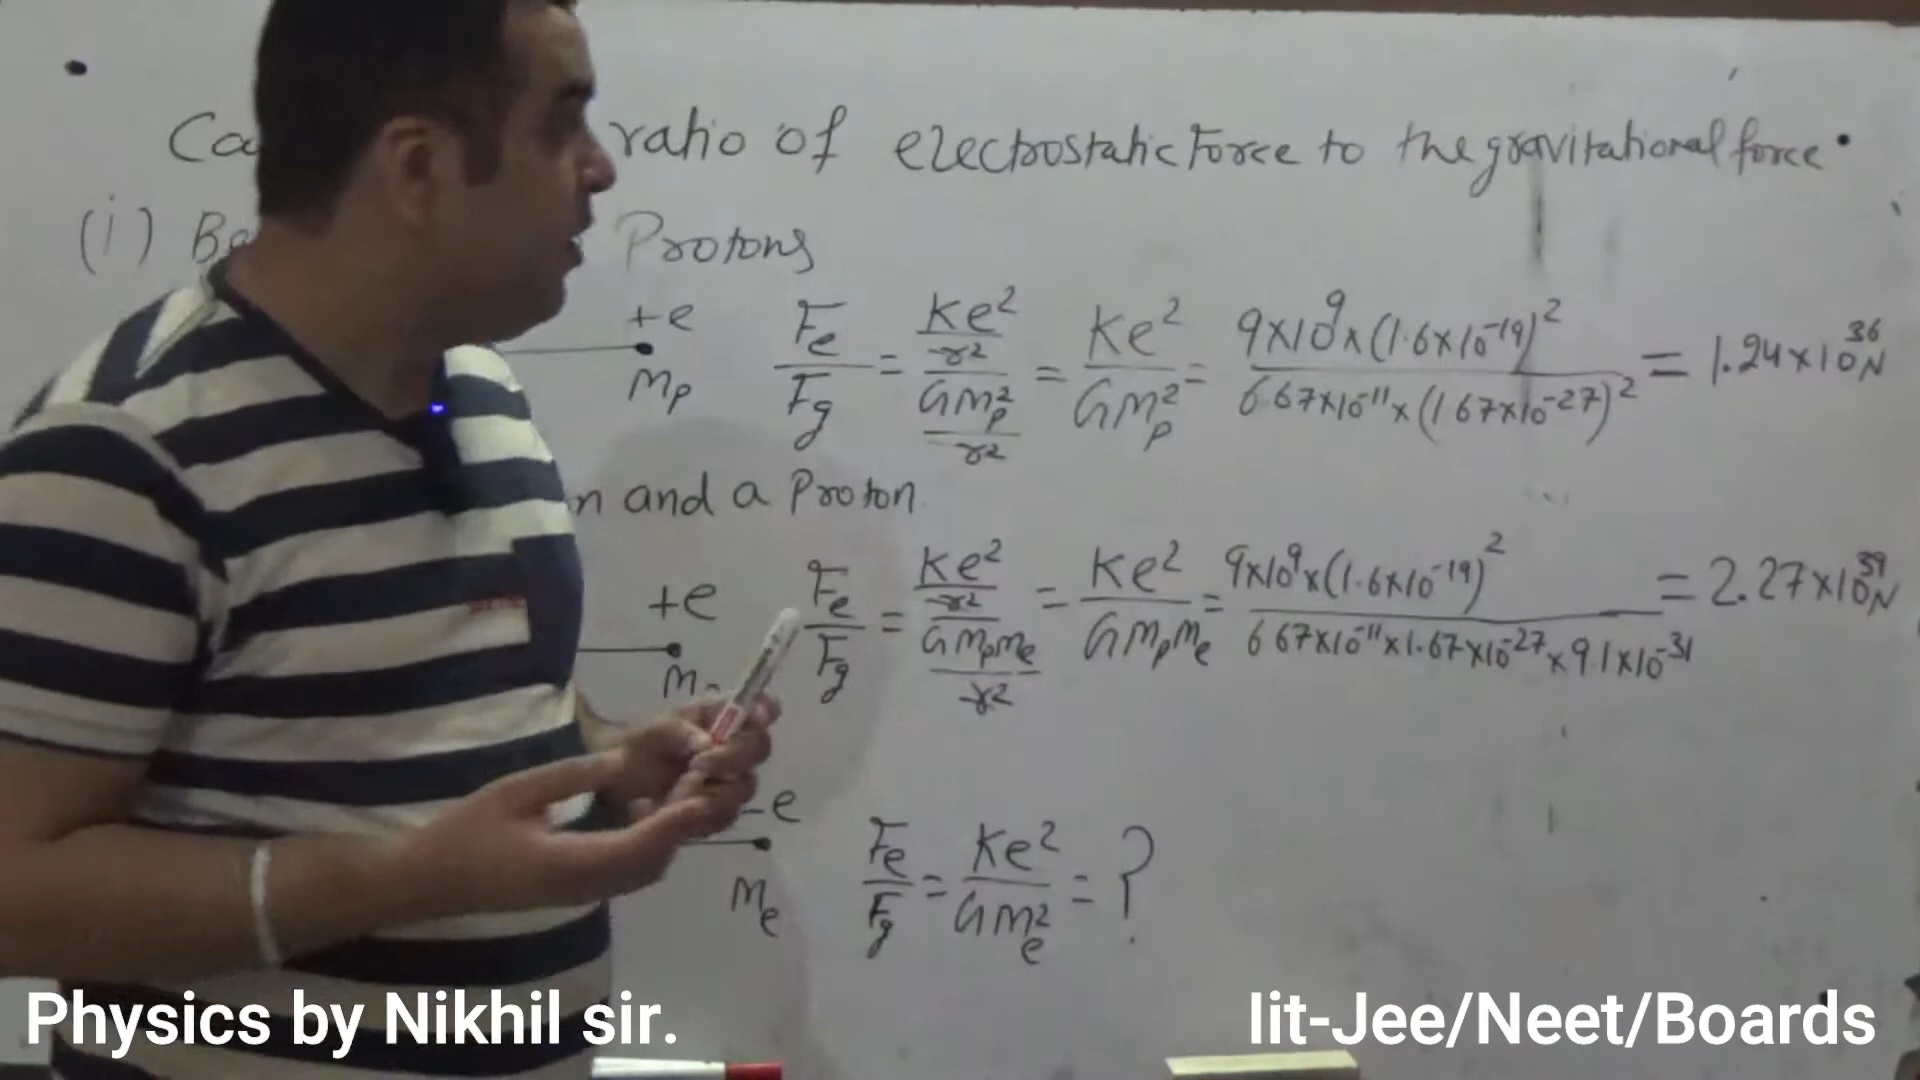 ratio of electrostatic Force to the gravitational force
(i) Protons
+e
mp
Fe/Fg = (Ke²/r²)/(Gmp²/r²) = Ke²/Gmp² = 9×10⁹×(1.6×10⁻¹⁹)²/6.67×10⁻¹¹×(1.67×10⁻²⁷)² = 1.24×10³⁶N
and a Proton.
+e
Fe/Fg = (Ke²/r²)/(Gmpme/r²) = Ke²/Gmpme = 9×10⁹×(1.6×10⁻¹⁹)²/6.67×10⁻¹¹×1.67×10⁻²⁷×9.1×10⁻³¹ = 2.27×10³⁹N
-e
me
Fe/Fg = Ke²/Gme² = ?
Physics by Nikhil sir.
Iit-Jee/Neet/Boards